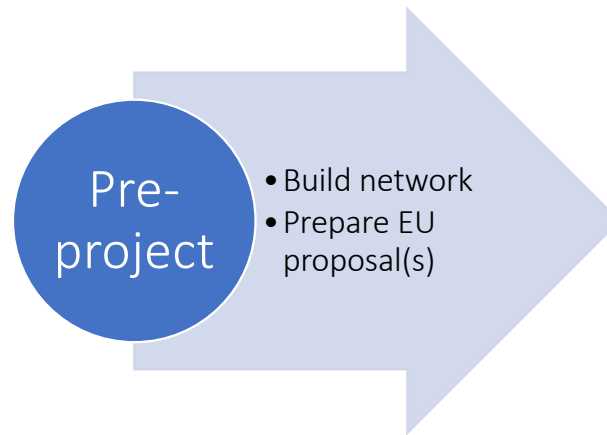 Pre-
project
• Build network
• Prepare EU
proposal(s)